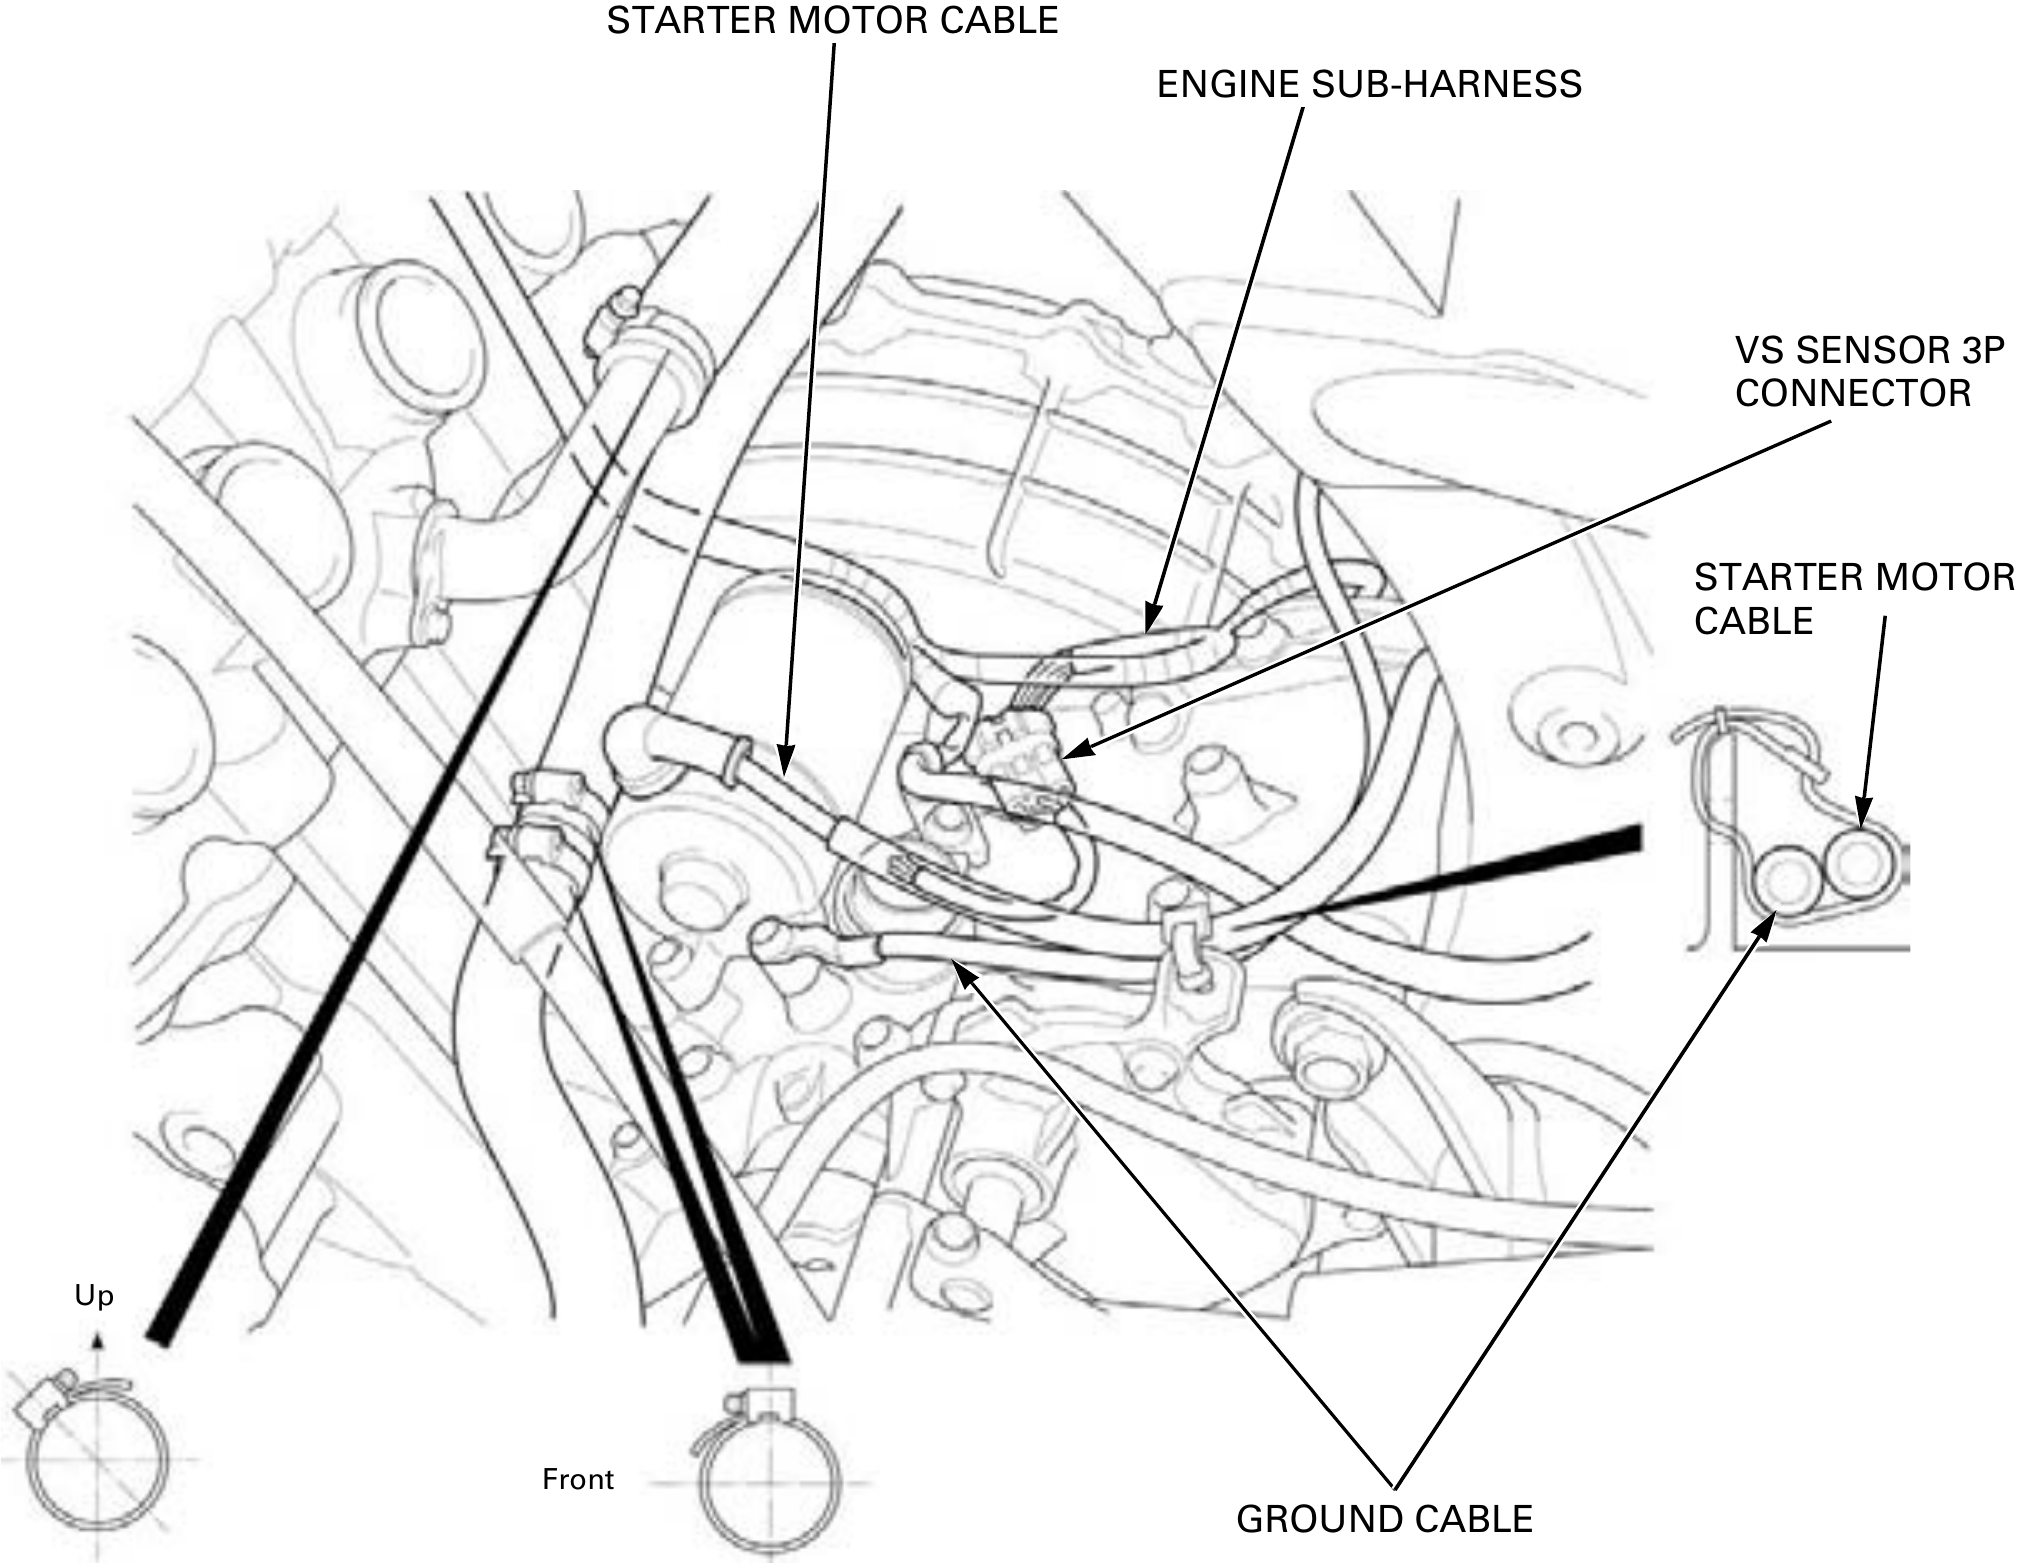 STARTER MOTOR CABLE
ENGINE SUB-HARNESS
VS SENSOR 3P
CONNECTOR
STARTER MOTOR
CABLE
Up
Front
GROUND CABLE